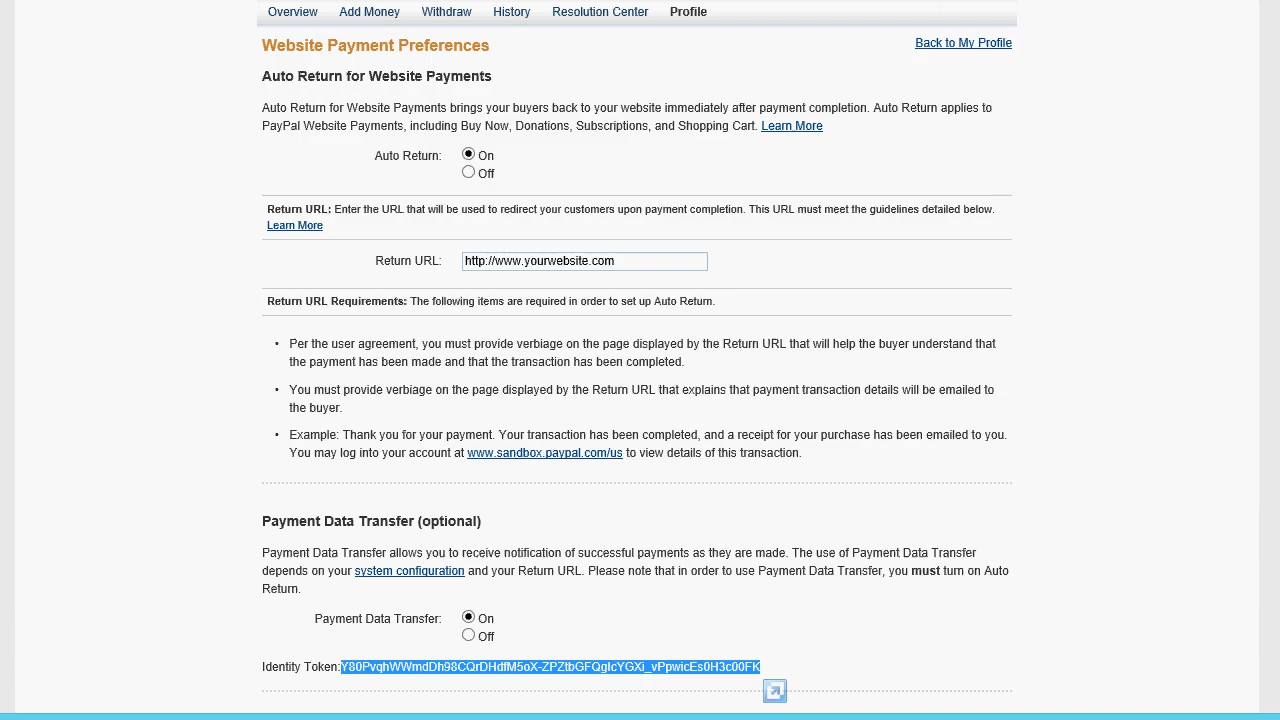 Overview Add Money Withdraw History Resolution Center Profile
Website Payment Preferences
Back to My Profile
Auto Return for Website Payments
Auto Return for Website Payments brings your buyers back to your website immediately after payment completion. Auto Return applies to
PayPal Website Payments, including Buy Now, Donations, Subscriptions, and Shopping Cart. Learn More
Auto Return: On
Off
Return URL: Enter the URL that will be used to redirect your customers upon payment completion. This URL must meet the guidelines detailed below.
Learn More
Return URL: http://www.yourwebsite.com
Return URL Requirements: The following items are required in order to set up Auto Return.
• Per the user agreement, you must provide verbiage on the page displayed by the Return URL that will help the buyer understand that
the payment has been made and that the transaction has been completed.
• You must provide verbiage on the page displayed by the Return URL that explains that payment transaction details will be emailed to
the buyer.
• Example: Thank you for your payment. Your transaction has been completed, and a receipt for your purchase has been emailed to you.
You may log into your account at www.sandbox.paypal.com/us to view details of this transaction.
Payment Data Transfer (optional)
Payment Data Transfer allows you to receive notification of successful payments as they are made. The use of Payment Data Transfer
depends on your system configuration and your Return URL. Please note that in order to use Payment Data Transfer, you must turn on Auto
Return.
Payment Data Transfer: On
Off
Identity Token:Y80PvqhWWmdDh98CQrDHdfM5oX-ZPZtbGFQgIcYGXi_vPpwicEs0H3c00FK